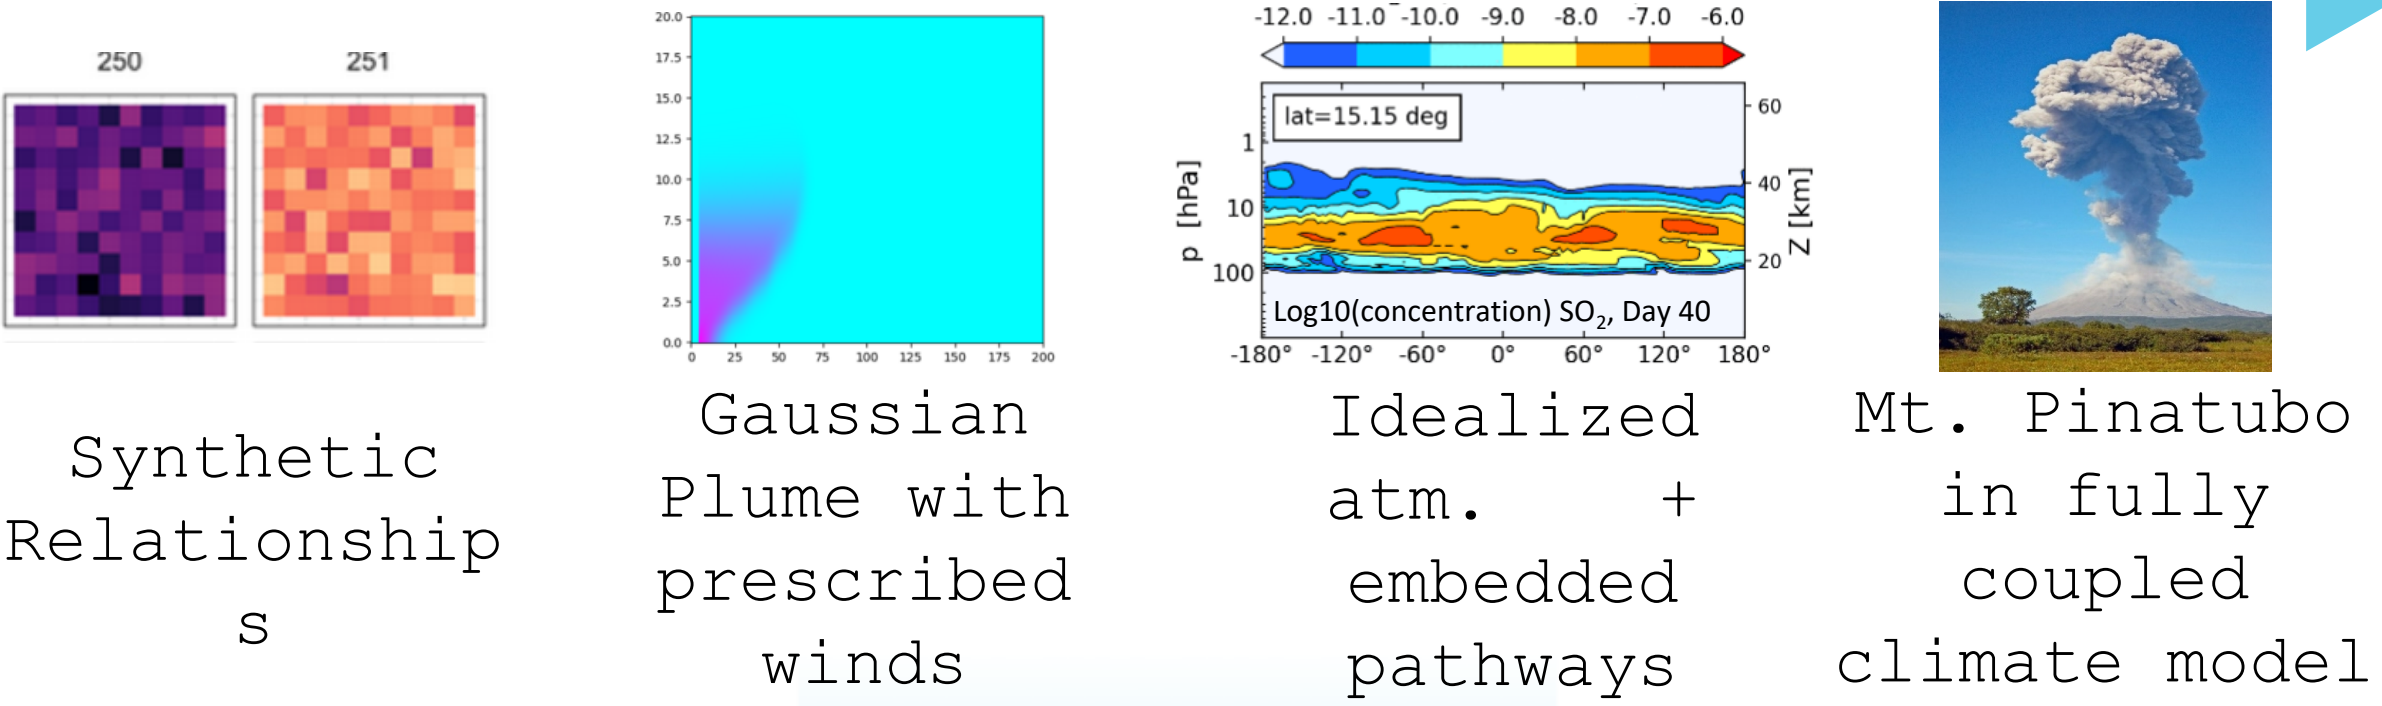 250 251
Synthetic
Relationship
s
20.0
17.5
15.0
12.5
10.0
7.5
5.0
2.5
0.0
0 25 50 75 100 125 150 175 200
Gaussian
Plume with
prescribed
winds
-12.0 -11.0 -10.0 -9.0 -8.0 -7.0 -6.0
lat=15.15 deg
p [hPa]
1
10
100
60
40
20
Z [km]
Log10(concentration) SO₂, Day 40
-180° -120° -60° 0° 60° 120° 180°
Idealized
atm. +
embedded
pathways
Mt. Pinatubo
in fully
coupled
climate model